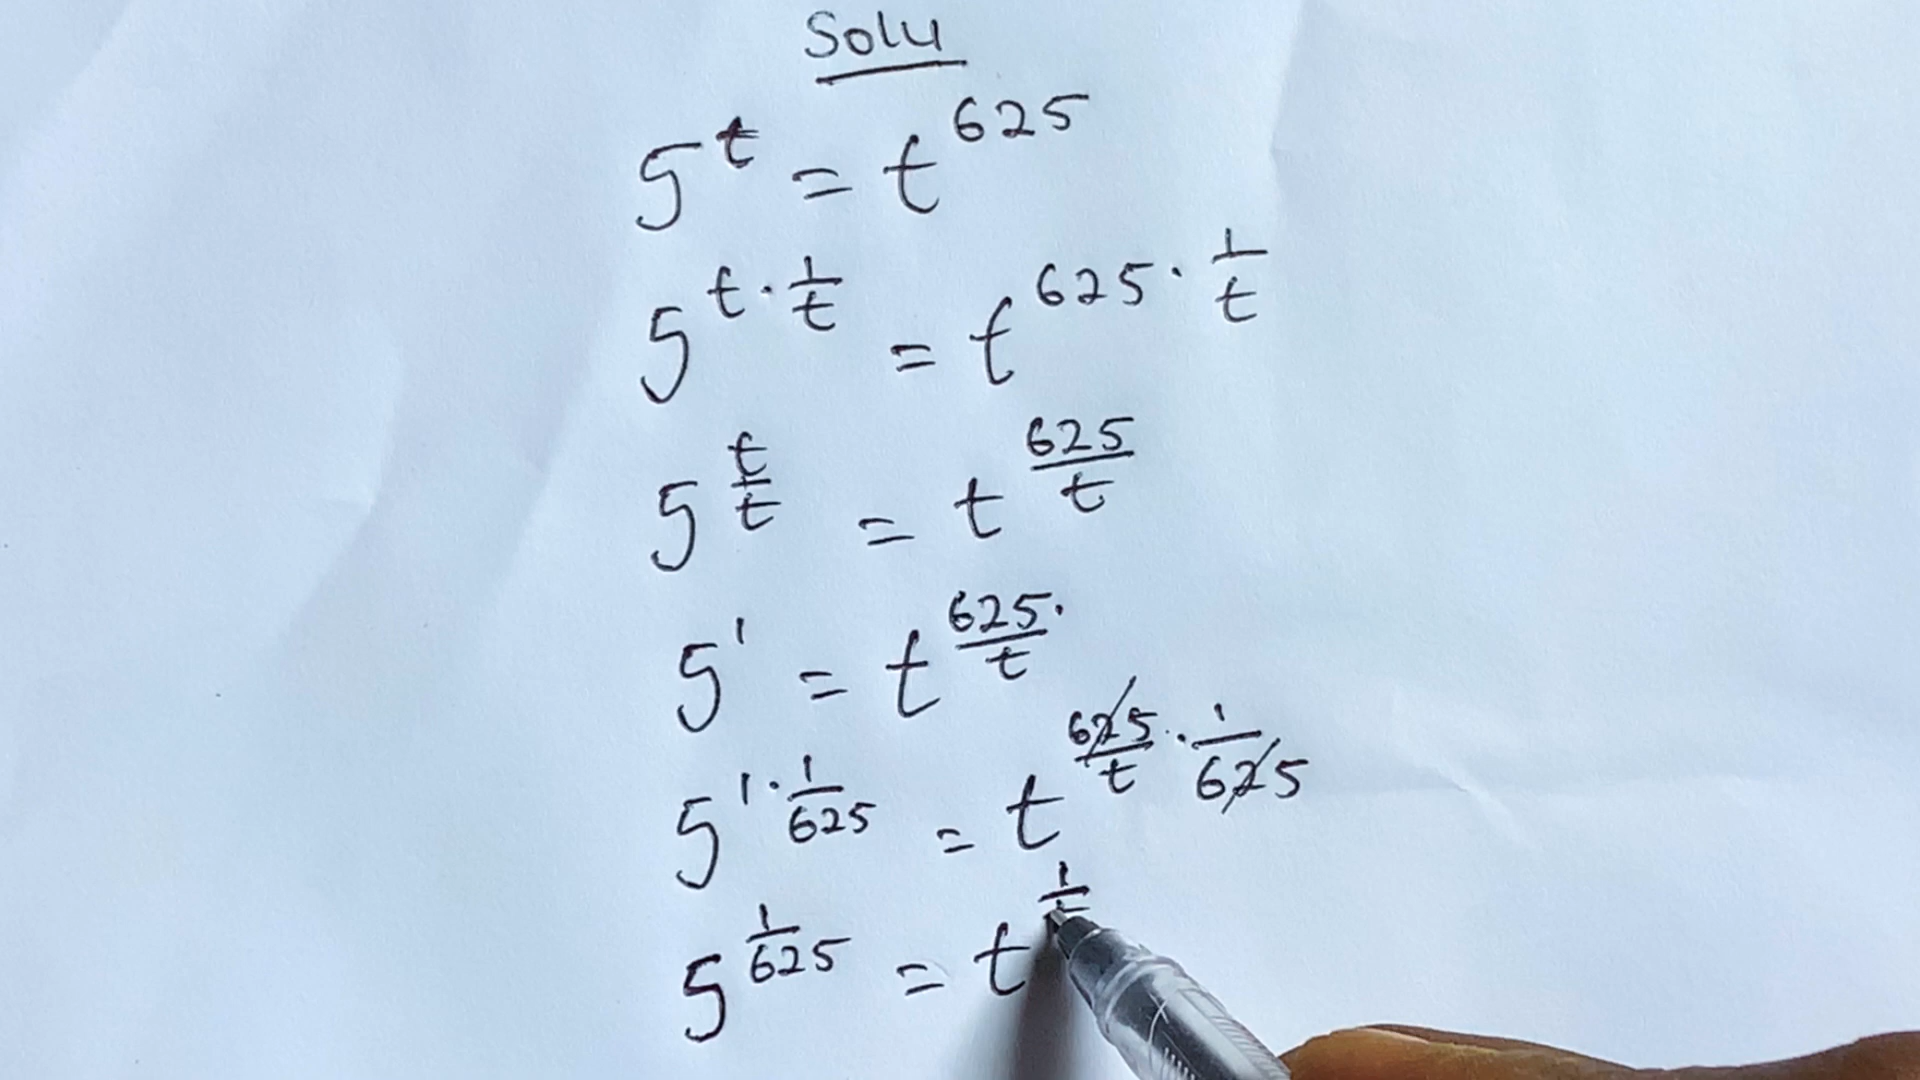 Solu
5^t = t^625
5^(t · 1/t) = t^(625 · 1/t)
5^(t/t) = t^(625/t)
5^1 = t^(625/t)
5^(1 · 1/625) = t^(625/t · 1/625)
5^(1/625) = t^(1/t)